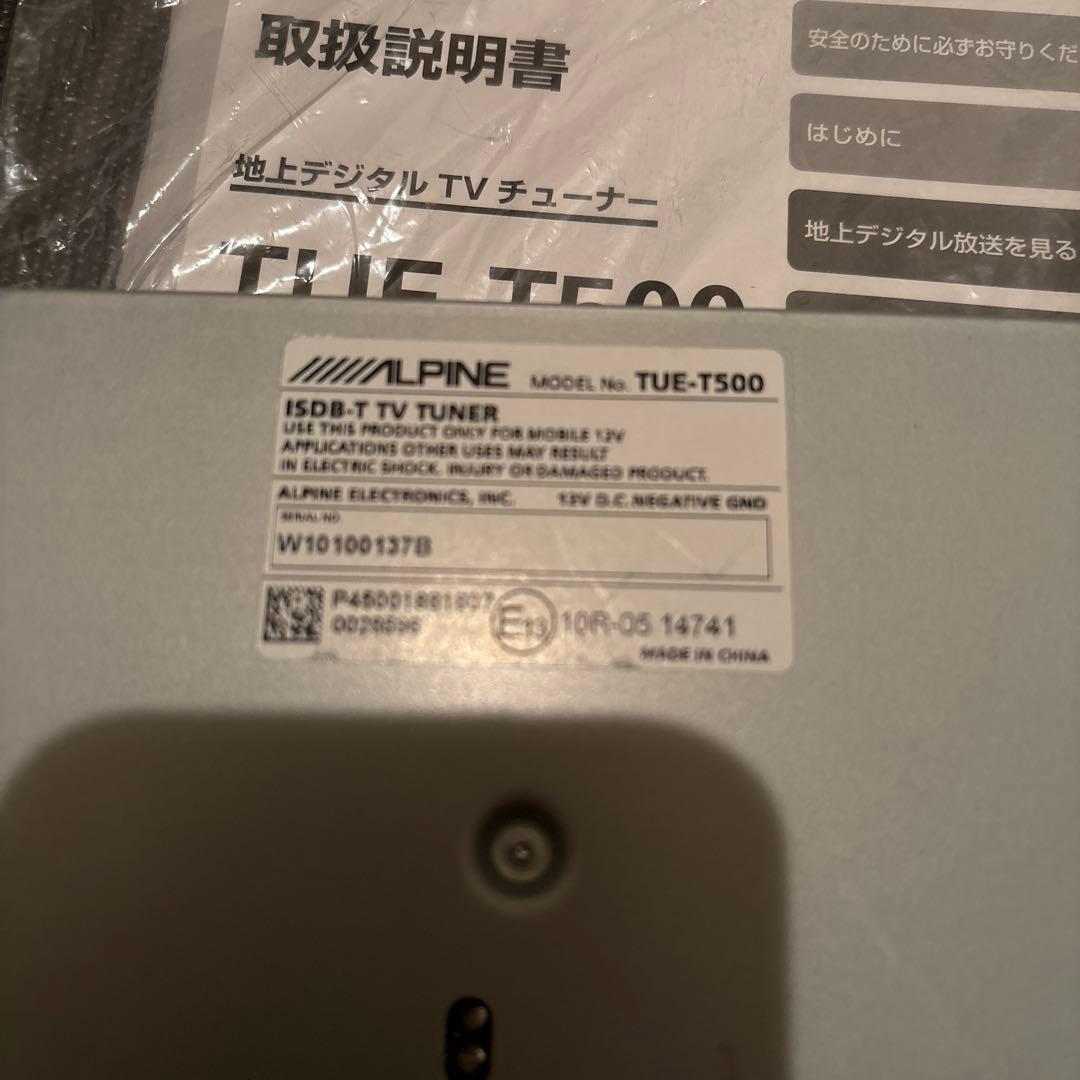 取扱説明書
安全のために必ずお守りくだ
はじめに
地上デジタル TV チューナー
地上デジタル放送を見る
TUE-T500
ALPINE MODEL No. TUE-T500
ISDB-T TV TUNER
USE THIS PRODUCT ONLY FOR MOBILE 12V
APPLICATIONS OTHER USES MAY RESULT
IN ELECTRIC SHOCK, INJURY OR DAMAGED PRODUCT.
ALPINE ELECTRONICS, INC. 12V D.C. NEGATIVE GND
SERIAL NO.
W10100137B
E13 10R-05 14741
MADE IN CHINA